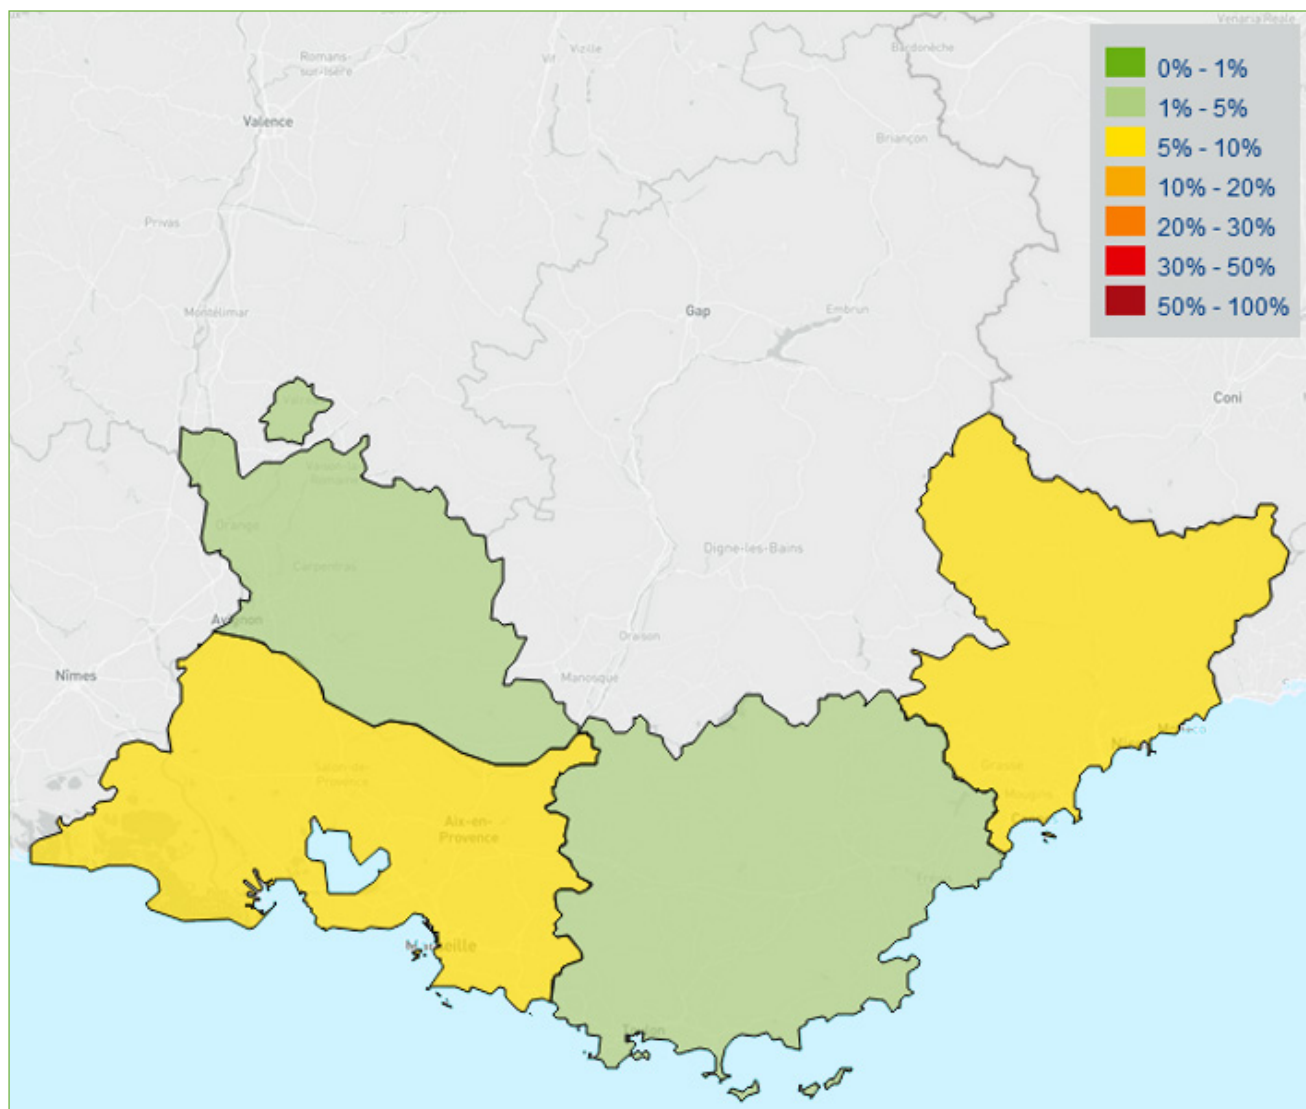 Venaria Reale
Romans-
sur-Isère
Vif
Vizille
Bardonèche
0% - 1%
1% - 5%
5% - 10%
10% - 20%
20% - 30%
30% - 50%
50% - 100%
Valence
Briançon
Privas
Montélimar
Gap
Embrun
Coni
Orange
Carpentras
Digne-les-Bains
Avignon
Oraison
Nîmes
Manosque
Salon-de-
Provence
Aix-en-
Provence
Grasse
Mougins
Marseille
Toulon